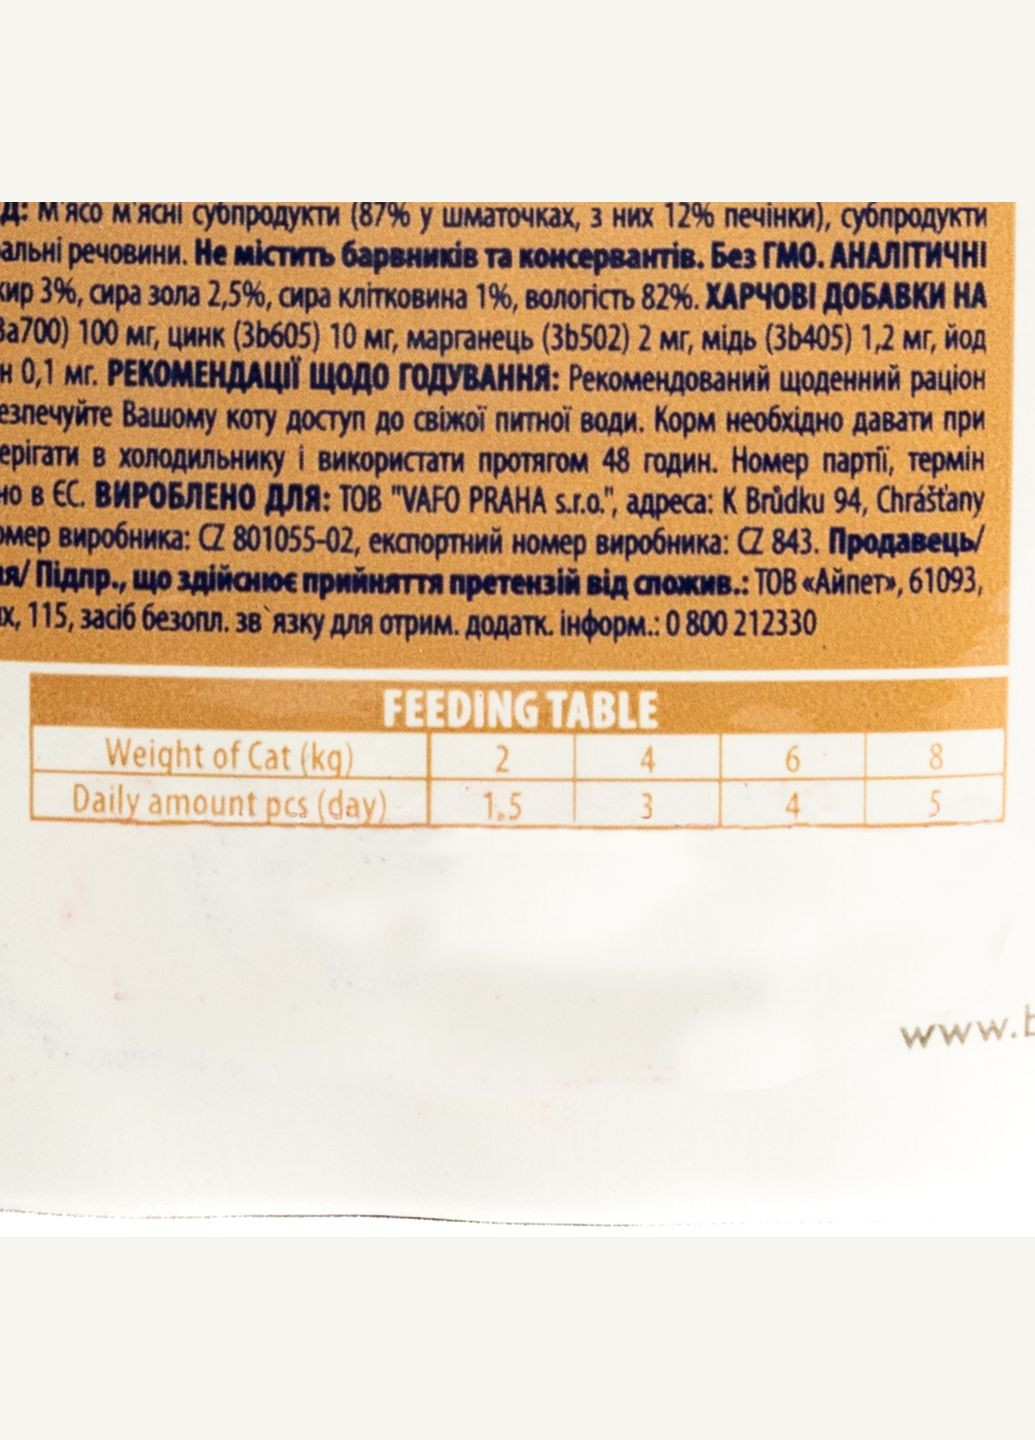 Д: М'ясо м'ясні субпродукти (87% у шматочках, з них 12% печінки), субпродукти
альні речовини. Не містить барвників та консервантів. Без ГМО. АНАЛІТИЧНІ
жир 3%, сира зола 2,5%, сира клітковина 1%, вологість 82%. ХАРЧОВІ ДОБАВКИ НА
3а700) 100 мг, цинк (3b605) 10 мг, марганець (3b502) 2 мг, мідь (3b405) 1,2 мг, йод
н 0,1 мг. РЕКОМЕНДАЦІЇ ЩОДО ГОДУВАННЯ: Рекомендований щоденний раціон
езпечуйте Вашому коту доступ до свіжої питної води. Корм необхідно давати при
ерігати в холодильнику і використати протягом 48 годин. Номер партії, термін
но в ЄС. ВИРОБЛЕНО ДЛЯ: ТОВ "VAFO PRAHA s.r.o.", адреса: K Brůdku 94, Chrášťany
омер виробника: CZ 801055-02, експортний номер виробника: CZ 843. Продавець/
ня/ Підпр., що здійснює прийняття претензій від спожив.: ТОВ «Айпет», 61093,
их, 115, засіб безопл. зв`язку для отрим. додатк. інформ.: 0 800 212330
FEEDING TABLE
Weight of Cat (kg) 2 4 6 8
Daily amount pcs (day) 1.5 3 4 5
www.b